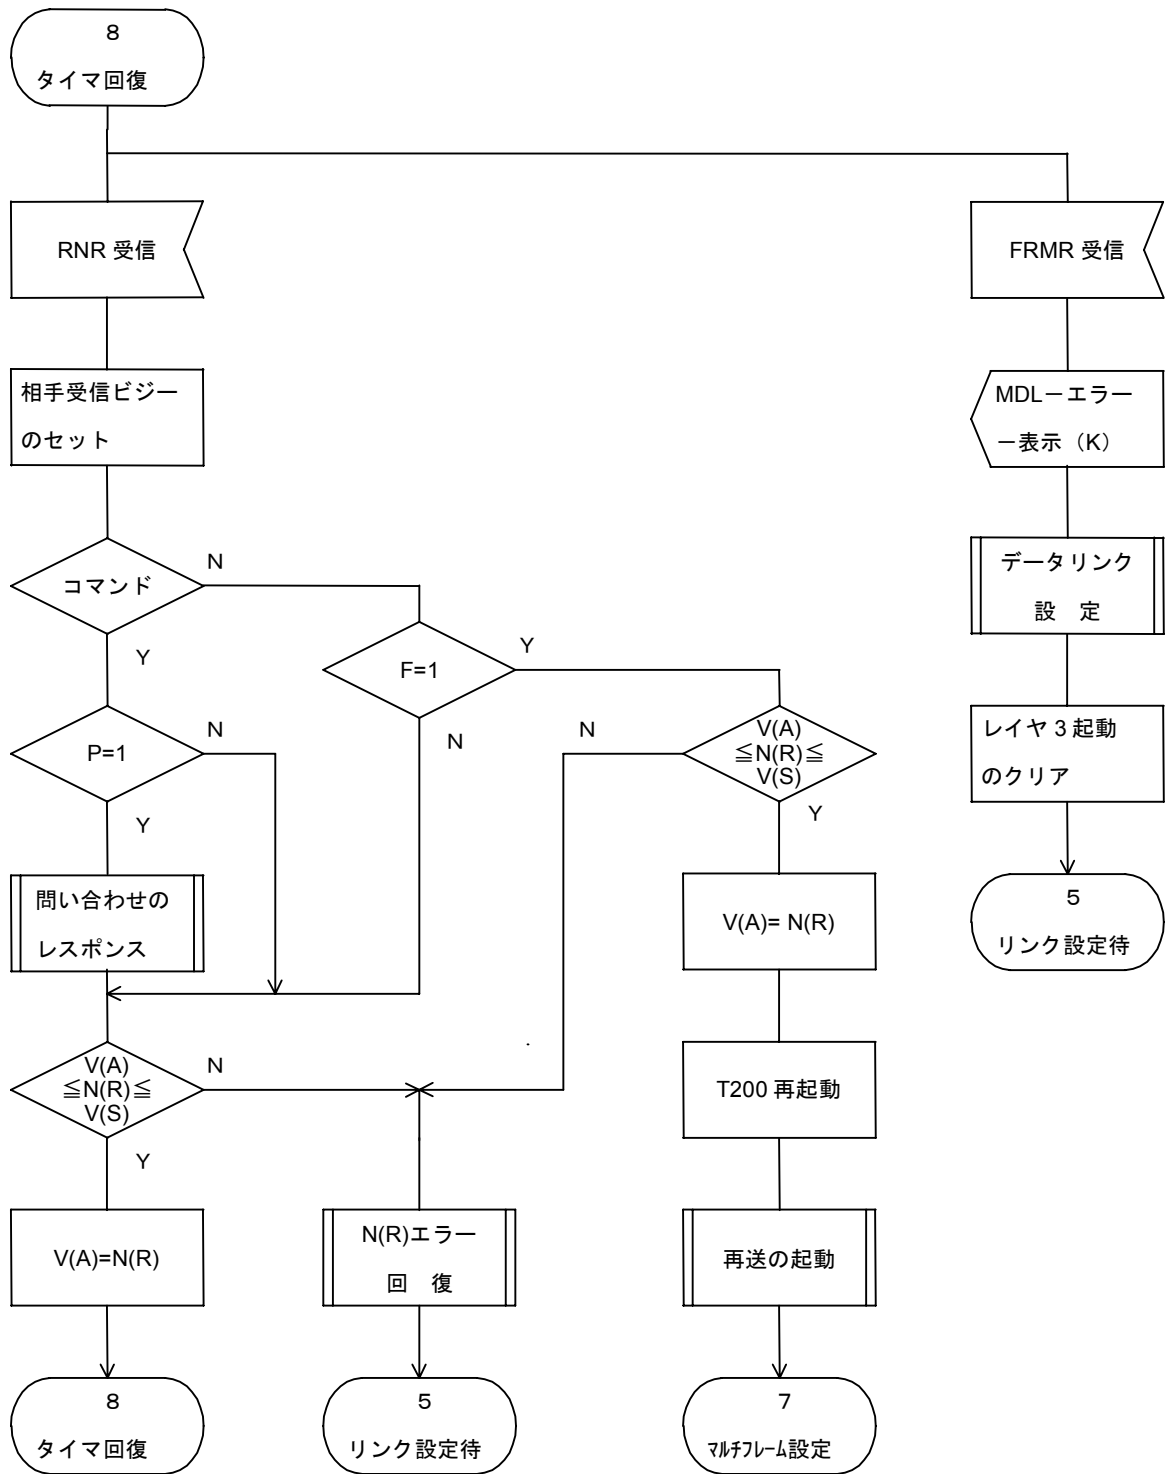 8
タイマ回復
RNR 受信
FRMR 受信
相手受信ビジー
のセット
MDL－エラー
－表示（K）
コマンド
N
Y
データリンク
設　定
F=1
Y
N
P=1
N
Y
V(A)
≦N(R)≦
V(S)
N
Y
レイヤ 3 起動
のクリア
問い合わせの
レスポンス
V(A)= N(R)
5
リンク設定待
V(A)
≦N(R)≦
V(S)
N
Y
T200 再起動
V(A)=N(R)
N(R)エラー
回　復
再送の起動
8
タイマ回復
5
リンク設定待
7
ﾏﾙﾁﾌﾚｰﾑ設定